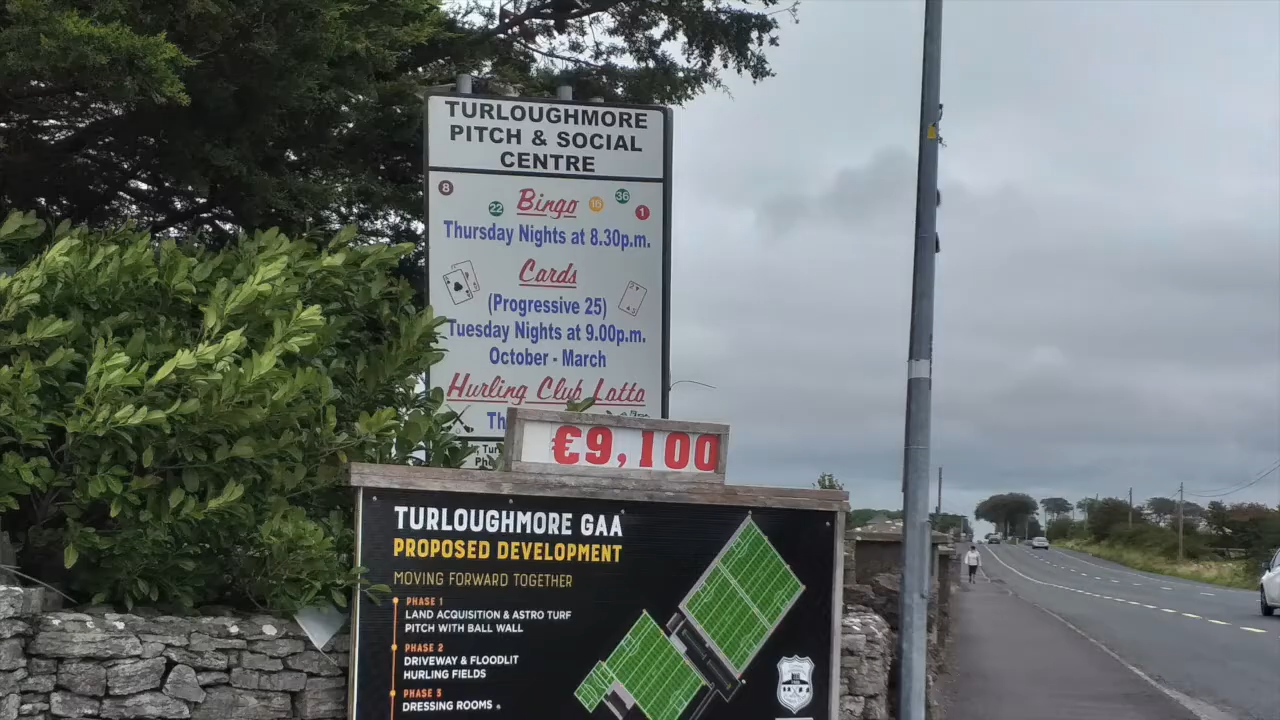 TURLOUGHMORE
PITCH & SOCIAL
CENTRE
8
22
Bingo
16
36
1
Thursday Nights at 8.30p.m.
Cards
(Progressive 25)
Tuesday Nights at 9.00p.m.
October - March
Hurling Club Lotto
Th
€9,100
TURLOUGHMORE GAA
PROPOSED DEVELOPMENT
MOVING FORWARD TOGETHER
PHASE 1
LAND ACQUISITION & ASTRO TURF
PITCH WITH BALL WALL
PHASE 2
DRIVEWAY & FLOODLIT
HURLING FIELDS
PHASE 3
DRESSING ROOMS